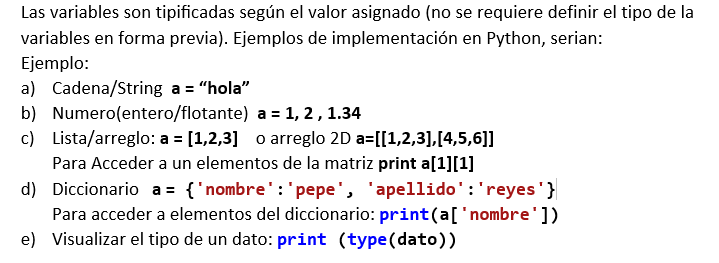 Las variables son tipificadas según el valor asignado (no se requiere definir el tipo de la
variables en forma previa). Ejemplos de implementación en Python, serian:
Ejemplo:
a) Cadena/String a = “hola”
b) Numero(entero/flotante) a = 1, 2 , 1.34
c) Lista/arreglo: a = [1,2,3] o arreglo 2D a=[[1,2,3],[4,5,6]]
Para Acceder a un elementos de la matriz print a[1][1]
d) Diccionario a = {'nombre':'pepe', 'apellido':'reyes'}
Para acceder a elementos del diccionario: print(a['nombre'])
e) Visualizar el tipo de un dato: print (type(dato))